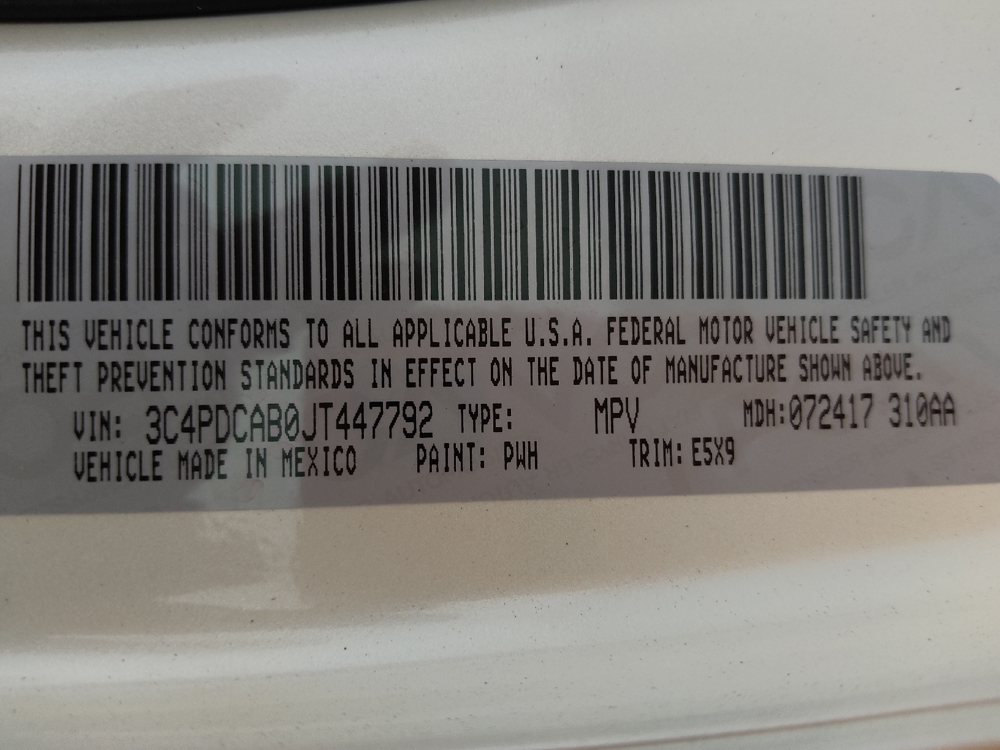 THIS VEHICLE CONFORMS TO ALL APPLICABLE U.S.A. FEDERAL MOTOR VEHICLE SAFETY AND
THEFT PREVENTION STANDARDS IN EFFECT ON THE DATE OF MANUFACTURE SHOWN ABOVE.
VIN: 3C4PDCAB0JT447792 TYPE: MPV MDH:072417 310AA
VEHICLE MADE IN MEXICO PAINT: PWH TRIM: E5X9